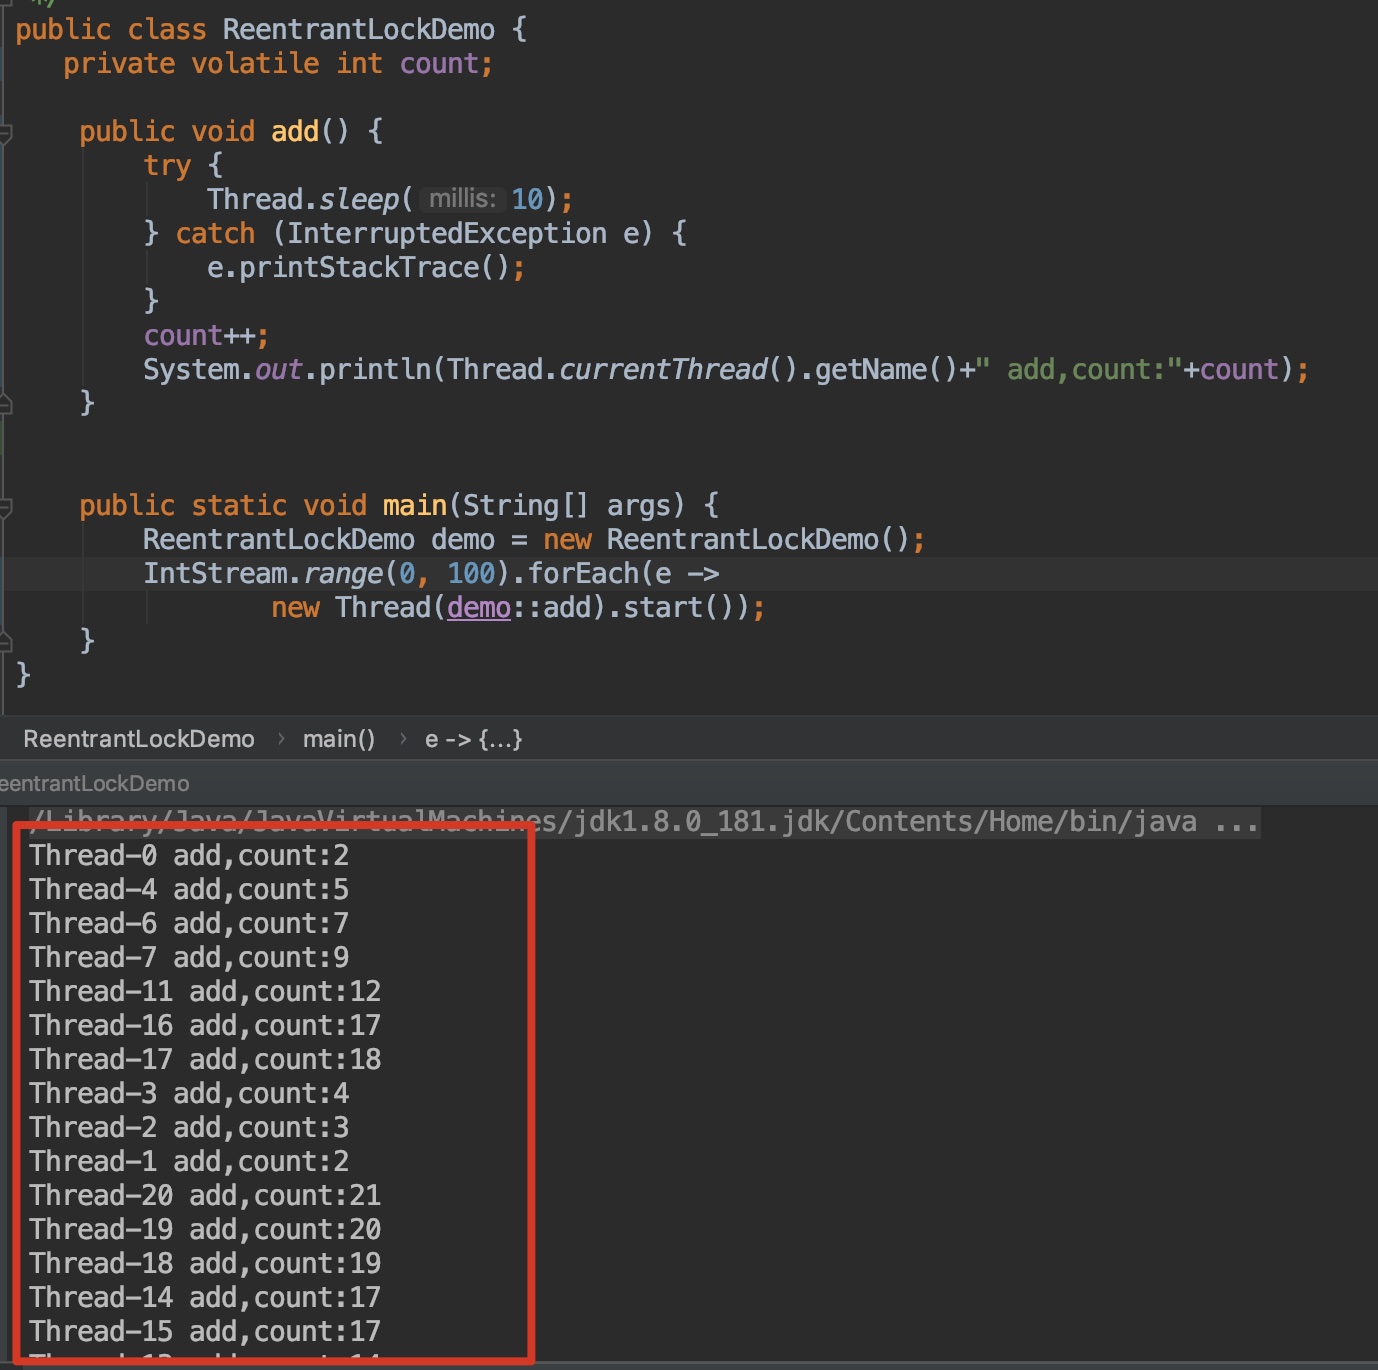 */
public class ReentrantLockDemo {
private volatile int count;
public void add() {
try {
Thread.sleep( millis: 10);
} catch (InterruptedException e) {
e.printStackTrace();
}
count++;
System.out.println(Thread.currentThread().getName()+" add,count:"+count);
}
public static void main(String[] args) {
ReentrantLockDemo demo = new ReentrantLockDemo();
IntStream.range(0, 100).forEach(e ->
new Thread(demo::add).start());
}
}
ReentrantLockDemo › main() › e -> {...}
eentrantLockDemo
/Library/Java/JavaVirtualMachines/jdk1.8.0_181.jdk/Contents/Home/bin/java ...
Thread-0 add,count:2
Thread-4 add,count:5
Thread-6 add,count:7
Thread-7 add,count:9
Thread-11 add,count:12
Thread-16 add,count:17
Thread-17 add,count:18
Thread-3 add,count:4
Thread-2 add,count:3
Thread-1 add,count:2
Thread-20 add,count:21
Thread-19 add,count:20
Thread-18 add,count:19
Thread-14 add,count:17
Thread-15 add,count:17